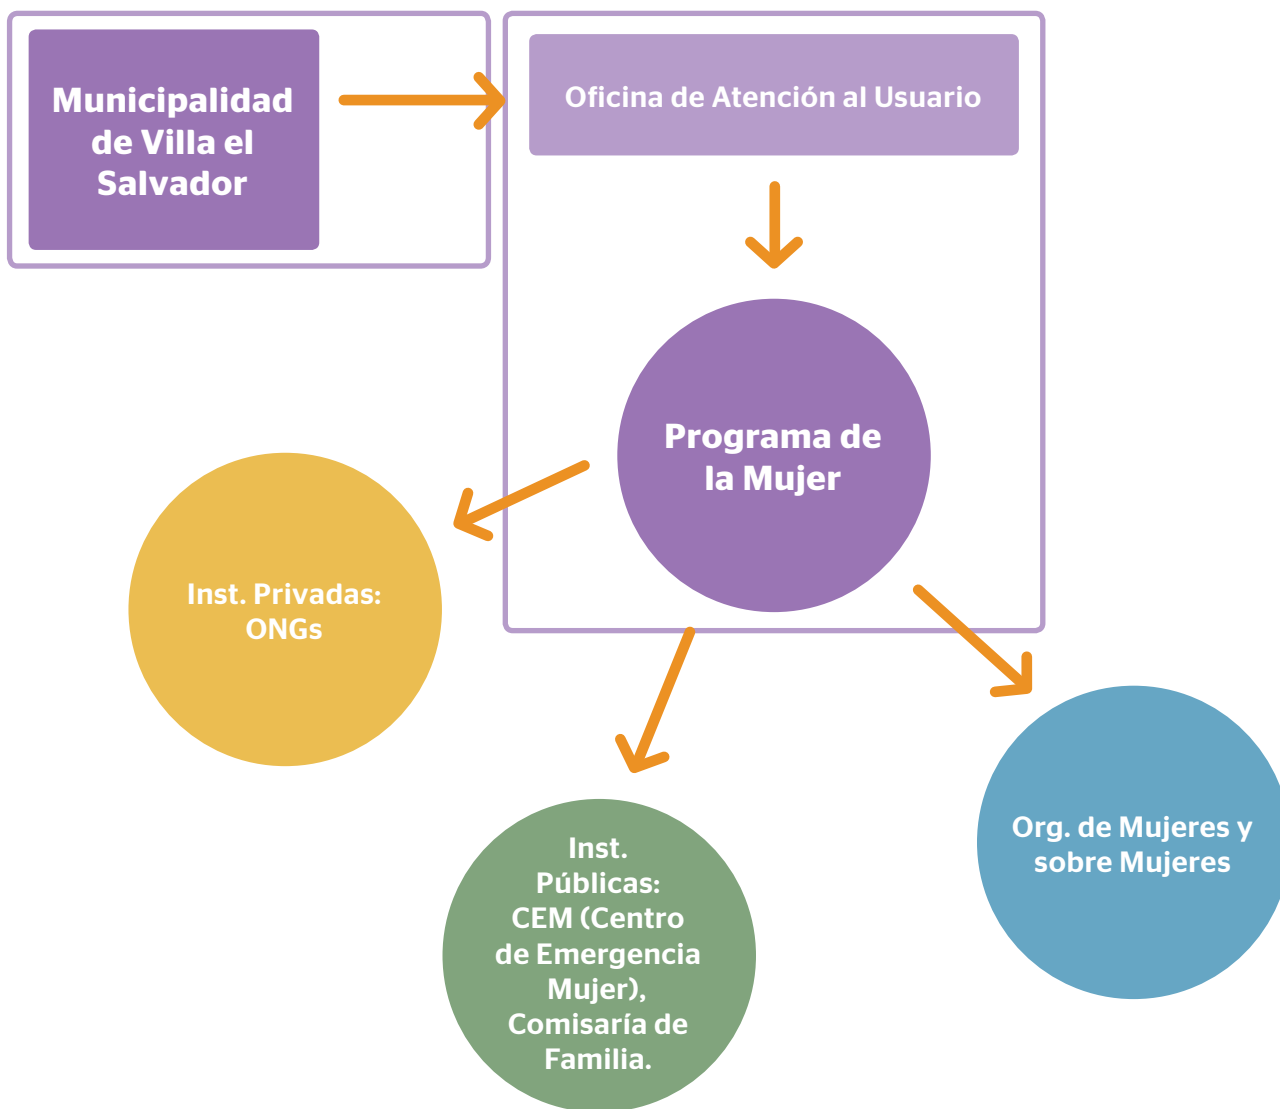 Municipalidad
de Villa el
Salvador
Oficina de Atención al Usuario
Programa de
la Mujer
Inst. Privadas:
ONGs
Inst.
Públicas:
CEM (Centro
de Emergencia
Mujer),
Comisaría de
Familia.
Org. de Mujeres y
sobre Mujeres